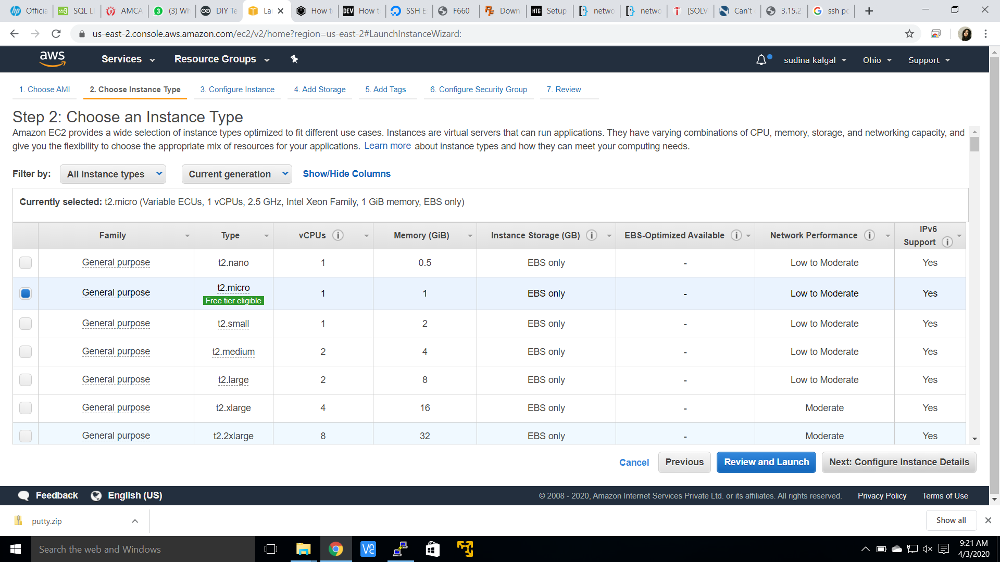 Officia
SQL LI
AMCA
(3) Wh
DIY Te
La
How t
DEV
How t
SSH E
F660
Down
HTG
Setup
netwo
netwo
[SOLV
Can't
3.15.2
ssh po
us-east-2.console.aws.amazon.com/ec2/v2/home?region=us-east-2#LaunchInstanceWizard:
aws
Services
Resource Groups
sudina kalgal
Ohio
Support
1. Choose AMI
2. Choose Instance Type
3. Configure Instance
4. Add Storage
5. Add Tags
6. Configure Security Group
7. Review
Step 2: Choose an Instance Type
Amazon EC2 provides a wide selection of instance types optimized to fit different use cases. Instances are virtual servers that can run applications. They have varying combinations of CPU, memory, storage, and networking capacity, and
give you the flexibility to choose the appropriate mix of resources for your applications. Learn more about instance types and how they can meet your computing needs.
Filter by: All instance types Current generation Show/Hide Columns
Currently selected: t2.micro (Variable ECUs, 1 vCPUs, 2.5 GHz, Intel Xeon Family, 1 GiB memory, EBS only)
Family Type vCPUs Memory (GiB) Instance Storage (GB) EBS-Optimized Available Network Performance IPv6 Support
General purpose t2.nano 1 0.5 EBS only - Low to Moderate Yes
General purpose t2.micro 1 1 EBS only - Low to Moderate Yes
Free tier eligible
General purpose t2.small 1 2 EBS only - Low to Moderate Yes
General purpose t2.medium 2 4 EBS only - Low to Moderate Yes
General purpose t2.large 2 8 EBS only - Low to Moderate Yes
General purpose t2.xlarge 4 16 EBS only - Moderate Yes
General purpose t2.2xlarge 8 32 EBS only - Moderate Yes
Cancel Previous Review and Launch Next: Configure Instance Details
Feedback English (US) © 2008 - 2020, Amazon Internet Services Private Ltd. or its affiliates. All rights reserved. Privacy Policy Terms of Use
putty.zip Show all
Search the web and Windows
9:21 AM
4/3/2020